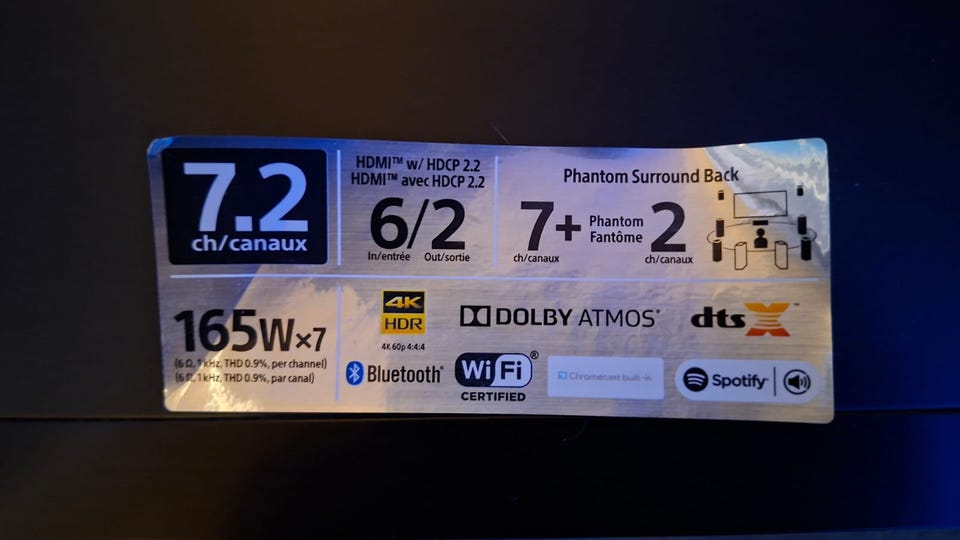 7.2
ch/canaux
HDMI™ w/ HDCP 2.2
HDMI™ avec HDCP 2.2
6/2
In/entrée Out/sortie
Phantom Surround Back
7+ Phantom Fantôme 2
ch/canaux ch/canaux
165W×7
(6 Ω, 1 kHz, THD 0.9%, per channel)
(6 Ω, 1 kHz, THD 0.9%, par canal)
4K
HDR
4K 60p 4:4:4
DOLBY ATMOS®
dts X™
Bluetooth®
Wi Fi®
CERTIFIED
Chromecast built-in
Spotify®